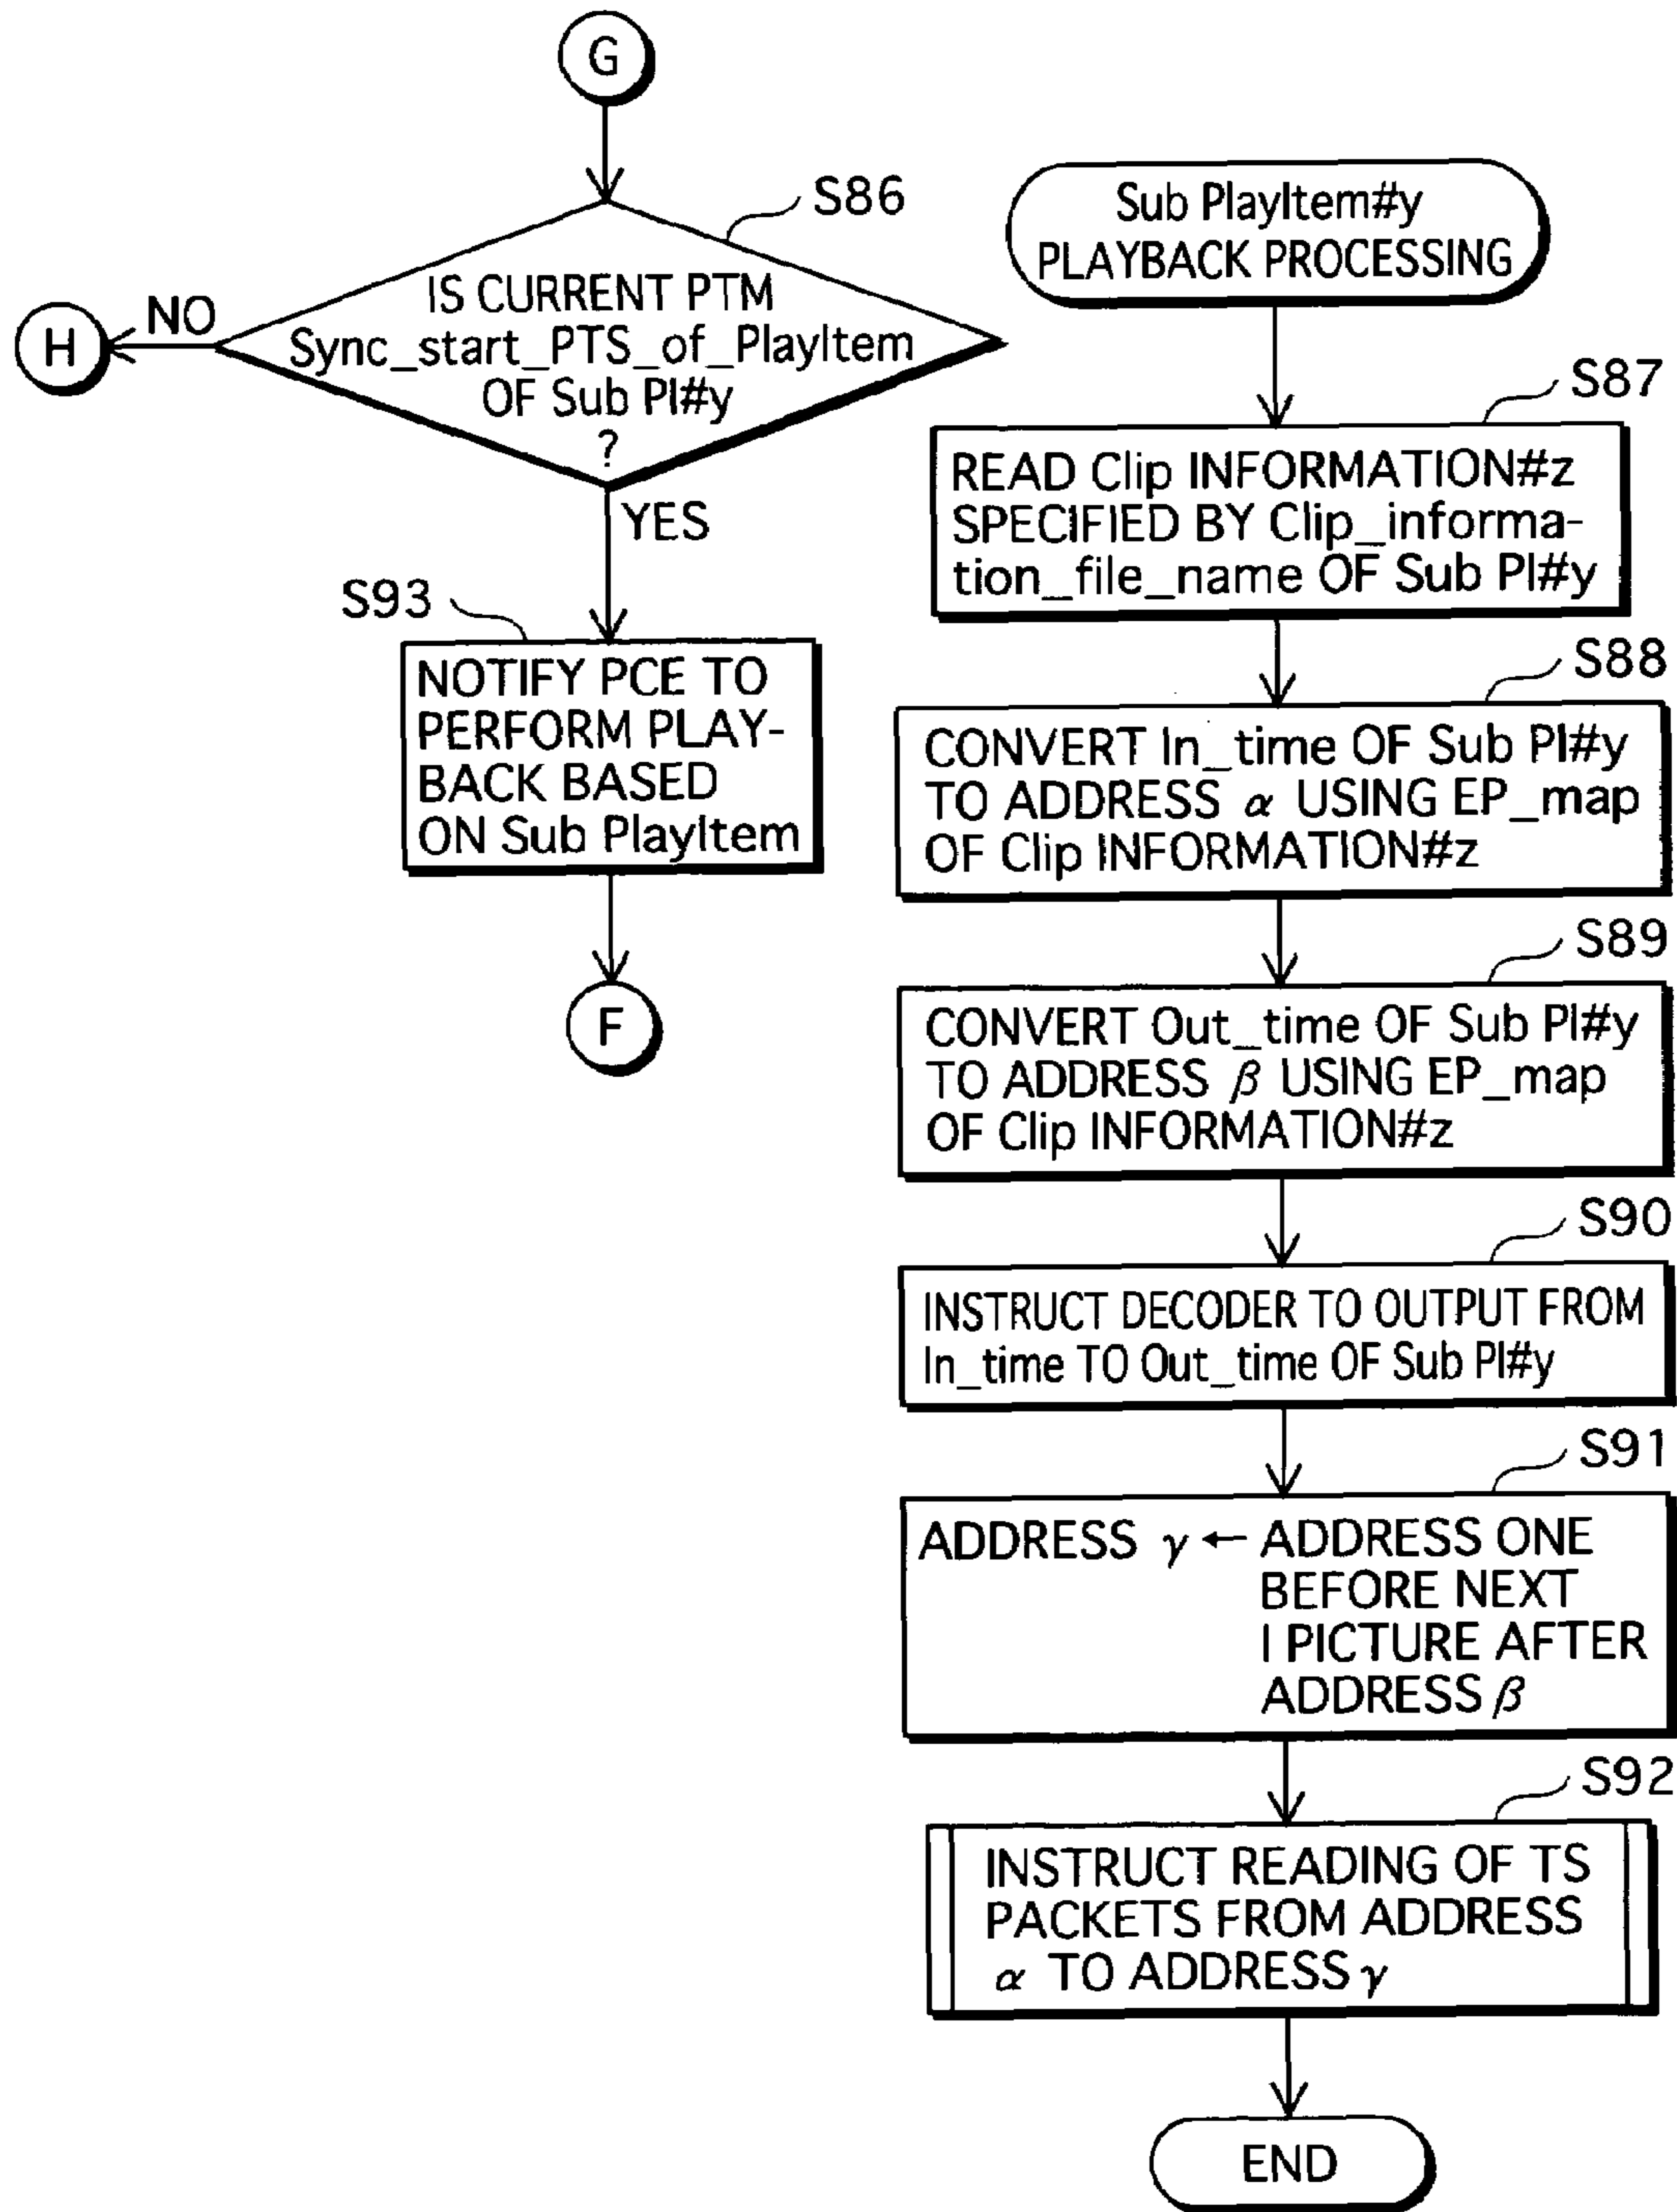 G
S86
IS CURRENT PTM
Sync_start_PTS_of_PlayItem
OF Sub PI#y
?
NO
H
YES
S93
NOTIFY PCE TO
PERFORM PLAY-
BACK BASED
ON Sub PlayItem
F
Sub PlayItem#y
PLAYBACK PROCESSING
S87
READ Clip INFORMATION#z
SPECIFIED BY Clip_informa-
tion_file_name OF Sub PI#y
S88
CONVERT In_time OF Sub PI#y
TO ADDRESS α USING EP_map
OF Clip INFORMATION#z
S89
CONVERT Out_time OF Sub PI#y
TO ADDRESS β USING EP_map
OF Clip INFORMATION#z
S90
INSTRUCT DECODER TO OUTPUT FROM
In_time TO Out_time OF Sub PI#y
S91
ADDRESS γ ← ADDRESS ONE
BEFORE NEXT
I PICTURE AFTER
ADDRESS β
S92
INSTRUCT READING OF TS
PACKETS FROM ADDRESS
α TO ADDRESS γ
END